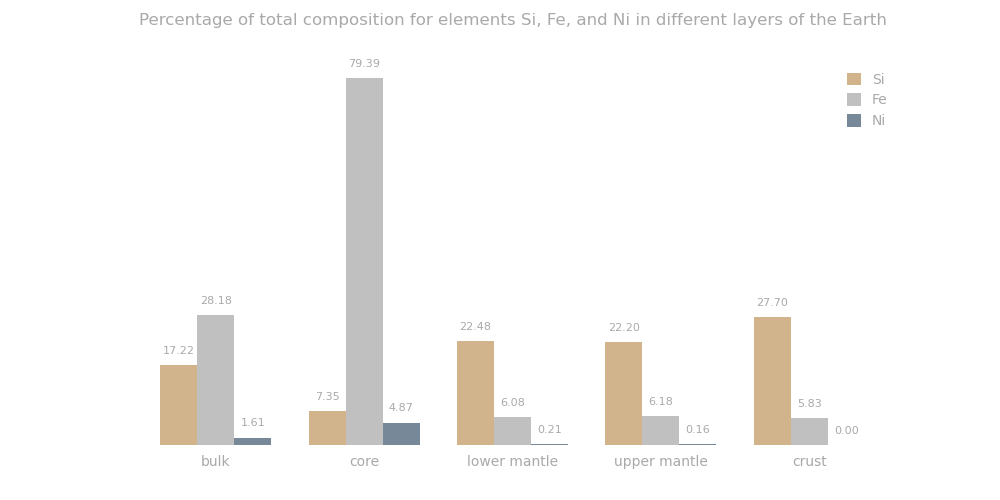 Percentage of total composition for elements Si, Fe, and Ni in different layers of the Earth
79.39
Si
Fe
Ni
28.18
27.70
22.48
22.20
17.22
7.35
4.87
6.08
6.18
5.83
1.61
0.21
0.16
0.00
bulk
core
lower mantle
upper mantle
crust